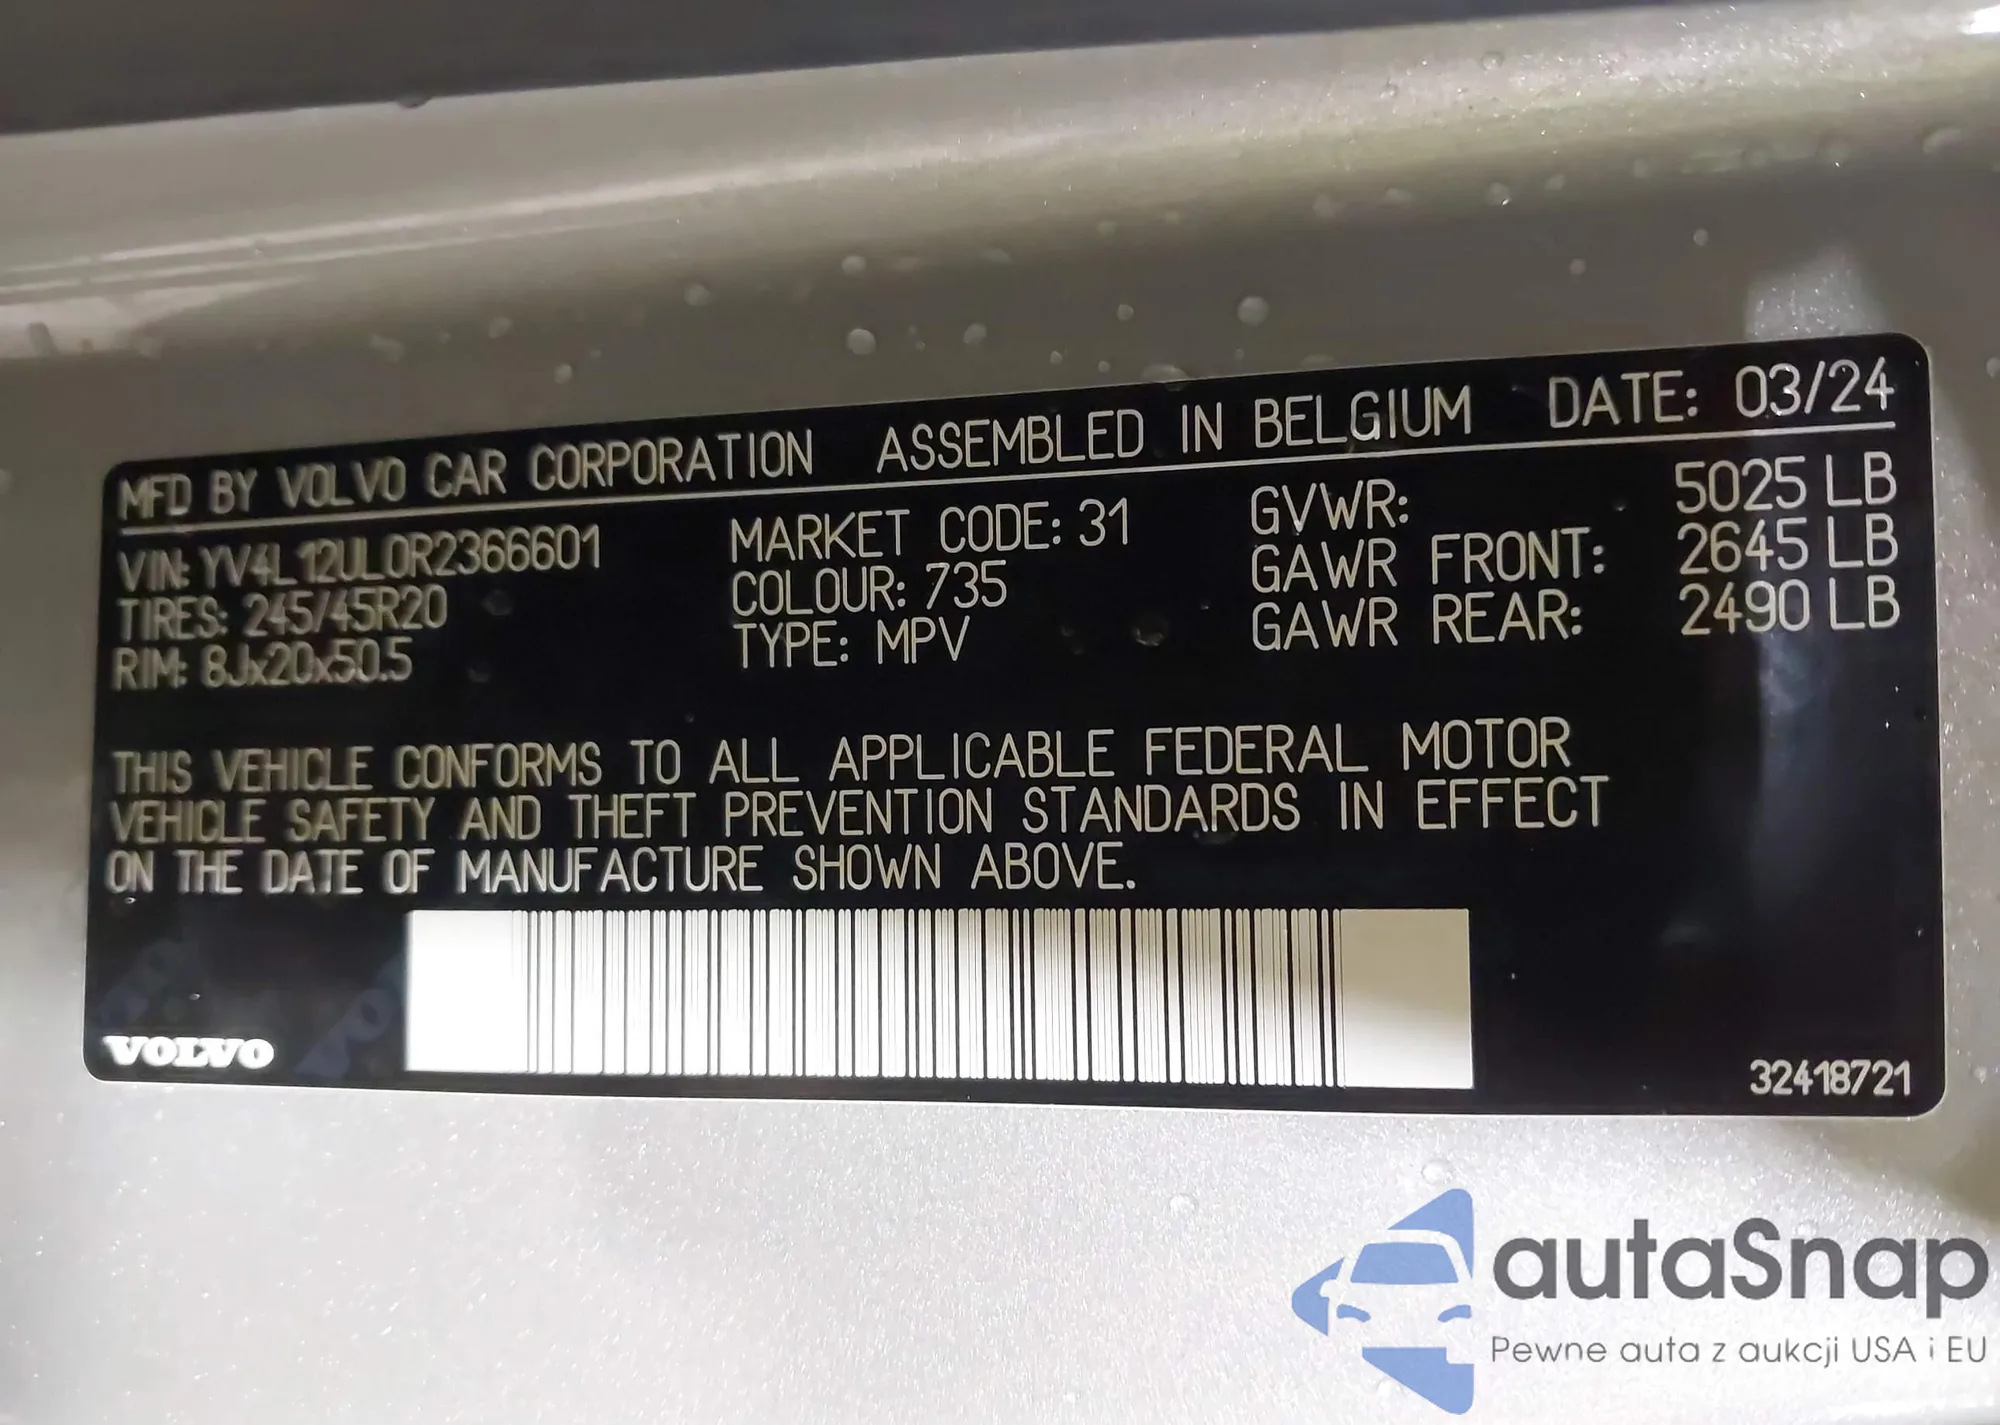 MFD BY VOLVO CAR CORPORATION ASSEMBLED IN BELGIUM DATE: 03/24
VIN: YV4L12UL0R2366601 MARKET CODE: 31 GVWR: 5025 LB
TIRES: 245/45R20 COLOUR: 735 GAWR FRONT: 2645 LB
RIM: 8Jx20x50.5 TYPE: MPV GAWR REAR: 2490 LB
THIS VEHICLE CONFORMS TO ALL APPLICABLE FEDERAL MOTOR
VEHICLE SAFETY AND THEFT PREVENTION STANDARDS IN EFFECT
ON THE DATE OF MANUFACTURE SHOWN ABOVE.
VOLVO
32418721
autaSnap
Pewne auta z aukcji USA i EU